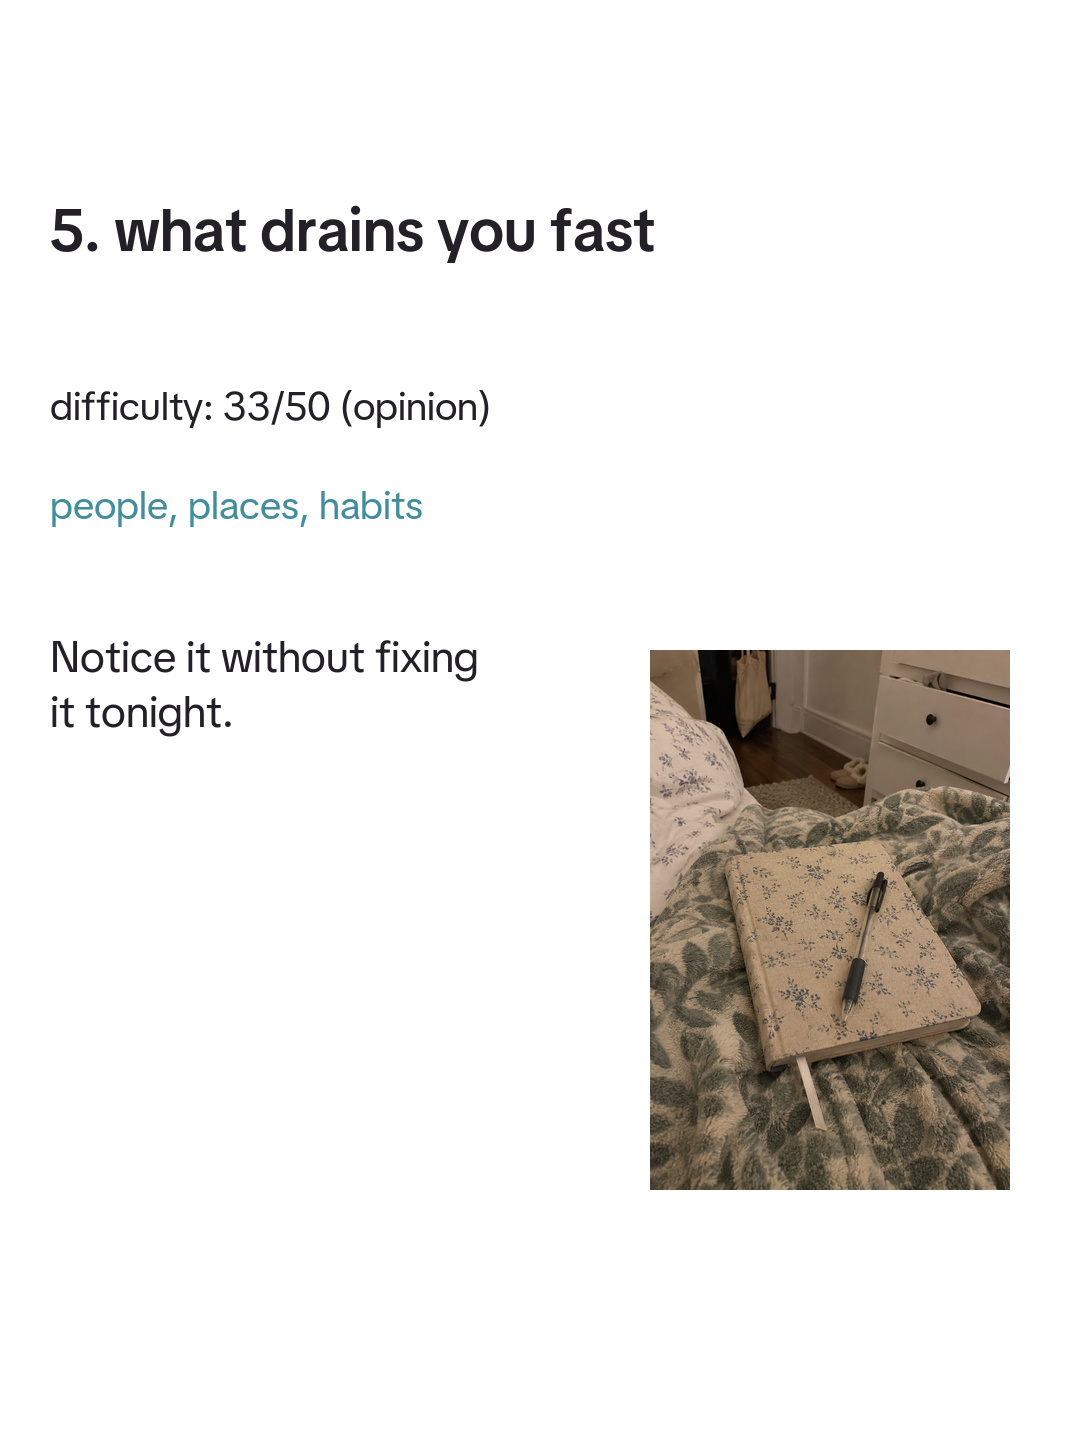 5. what drains you fast
difficulty: 33/50 (opinion)
people, places, habits
Notice it without fixing
it tonight.